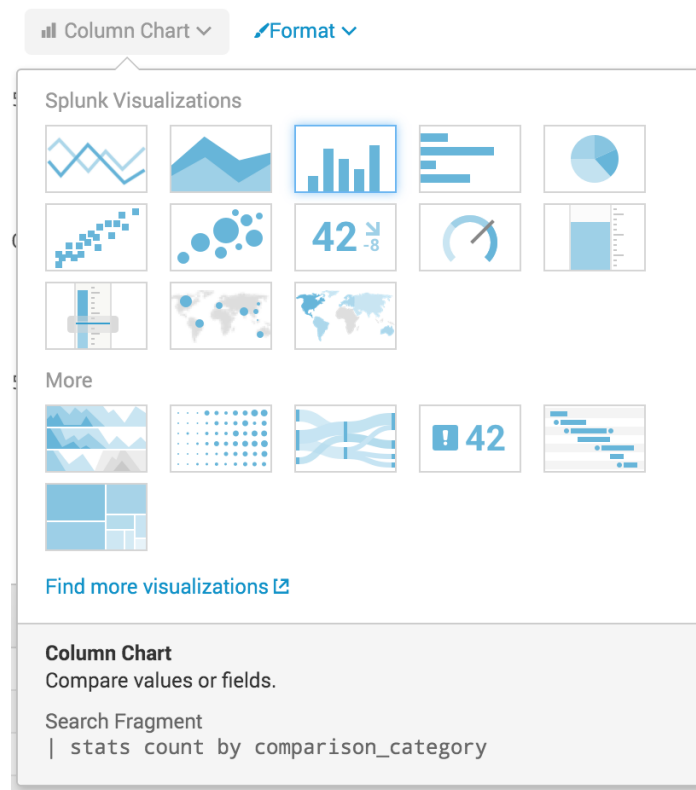 Column Chart
Format
Splunk Visualizations
42
-8
More
42
Find more visualizations
Column Chart
Compare values or fields.
Search Fragment
| stats count by comparison_category